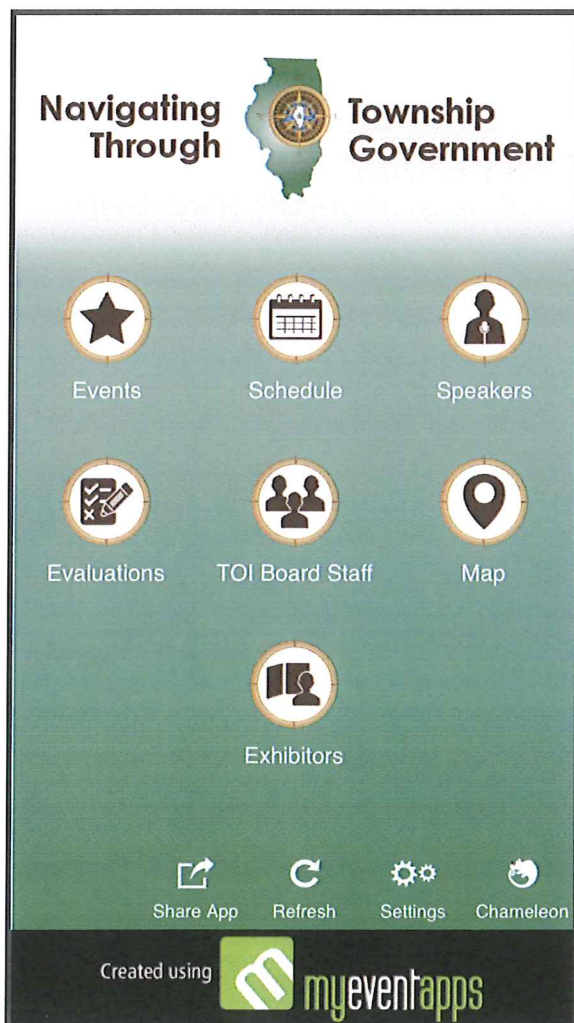 Navigating
Through
Township
Government
Events
Schedule
Speakers
Evaluations
TOI Board Staff
Map
Exhibitors
Share App
Refresh
Settings
Chameleon
Created using
myeventapps